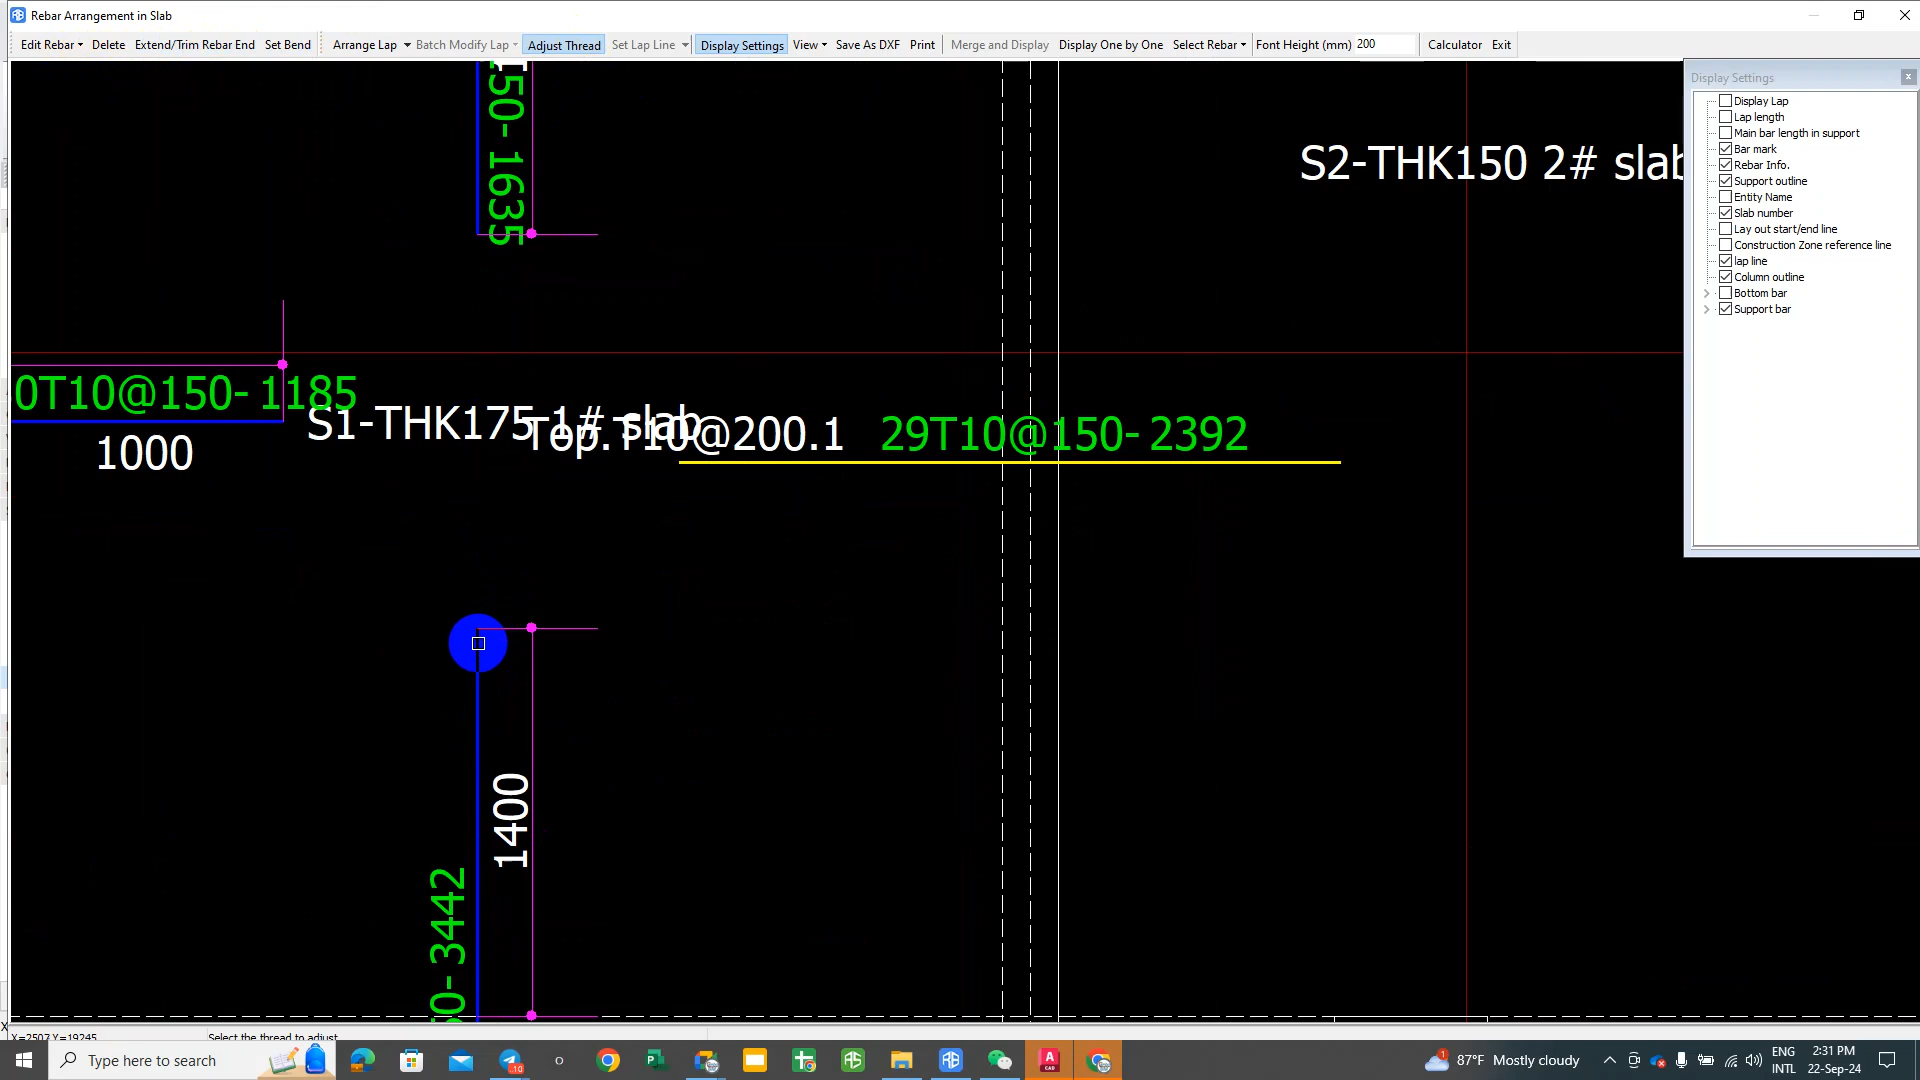 Rebar Arrangement in Slab
Edit Rebar Delete Extend/Trim Rebar End Set Bend Arrange Lap Batch Modify Lap Adjust Thread Set Lap Line Display Settings View Save As DXF Print Merge and Display Display One by One Select Rebar Font Height (mm) 200 Calculator Exit
Display Settings
Display Lap
Lap length
Main bar length in support
Bar mark
Rebar Info.
Support outline
Entity Name
Slab number
Lay out start/end line
Construction Zone reference line
lap line
Column outline
Bottom bar
Support bar
150- 1635
S2-THK150 2# slab
0T10@150- 1185
1000
S1-THK175 1# slab
Top.T10@200.1
29T10@150- 2392
1400
0- 3442
X=2507 Y=19245
Select the thread to adjust
Type here to search
87°F Mostly cloudy
ENG
INTL
2:31 PM
22-Sep-24